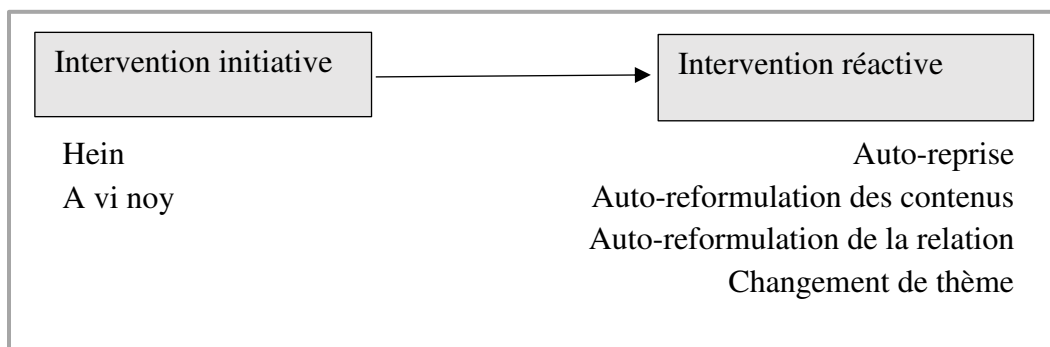 Intervention initiative
Intervention réactive
Hein
A vi noy
Auto-reprise
Auto-reformulation des contenus
Auto-reformulation de la relation
Changement de thème